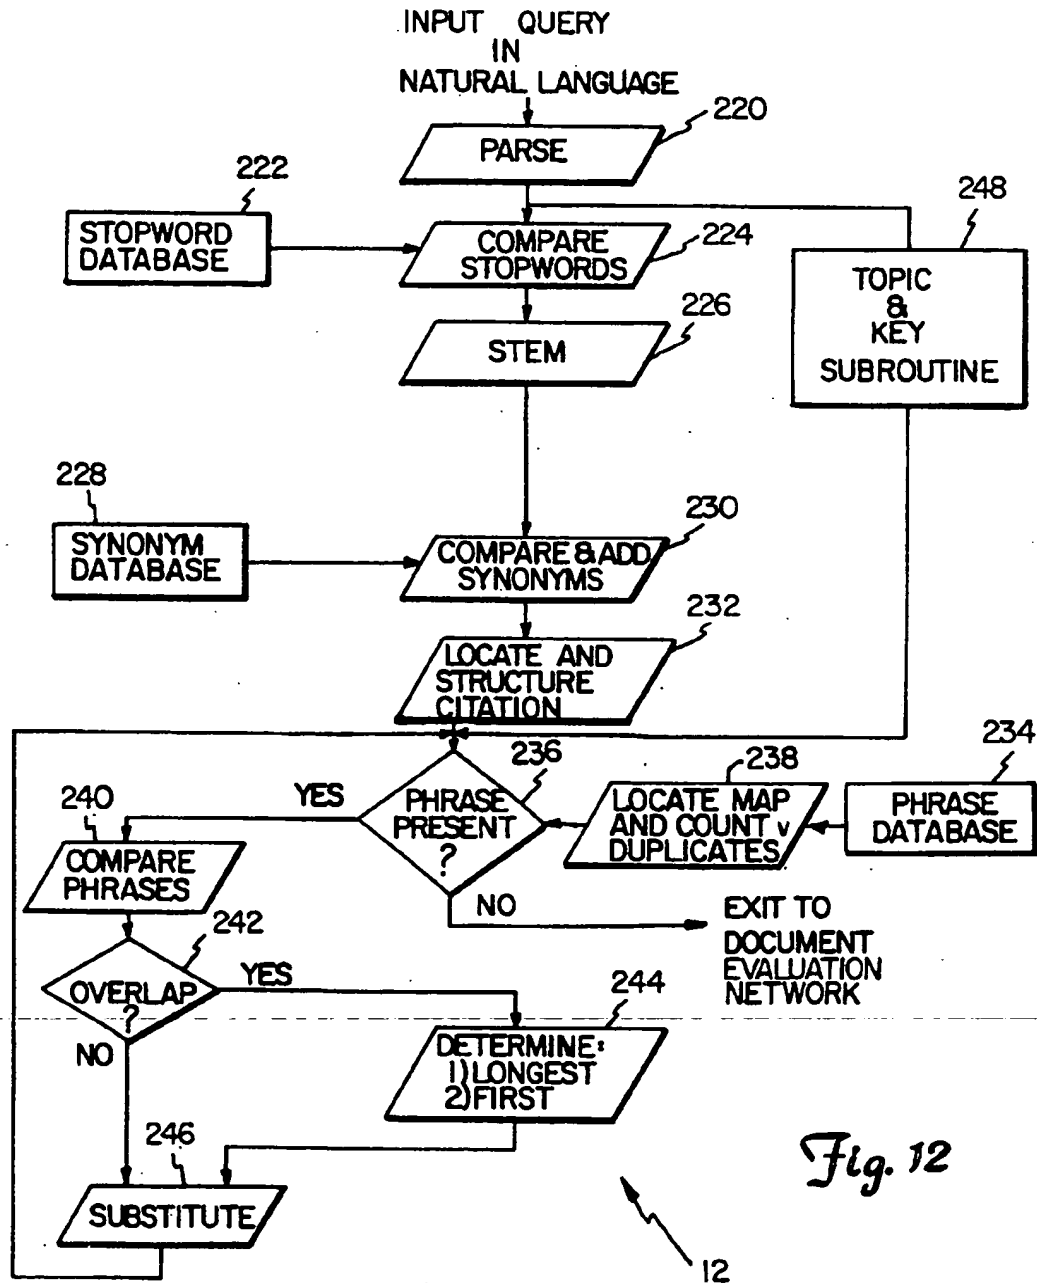 INPUT QUERY
IN
NATURAL LANGUAGE
220
PARSE
222
248
STOPWORD
DATABASE
COMPARE
STOPWORDS
224
TOPIC
&
KEY
SUBROUTINE
226
STEM
228
230
SYNONYM
DATABASE
COMPARE & ADD
SYNONYMS
232
LOCATE AND
STRUCTURE
CITATION
236
238
234
240
YES
PHRASE
PRESENT
?
LOCATE MAP
AND COUNT v
DUPLICATES
PHRASE
DATABASE
COMPARE
PHRASES
NO
EXIT TO
DOCUMENT
EVALUATION
NETWORK
242
YES
OVERLAP
?
244
NO
DETERMINE:
1) LONGEST
2) FIRST
246
SUBSTITUTE
Fig. 12
12